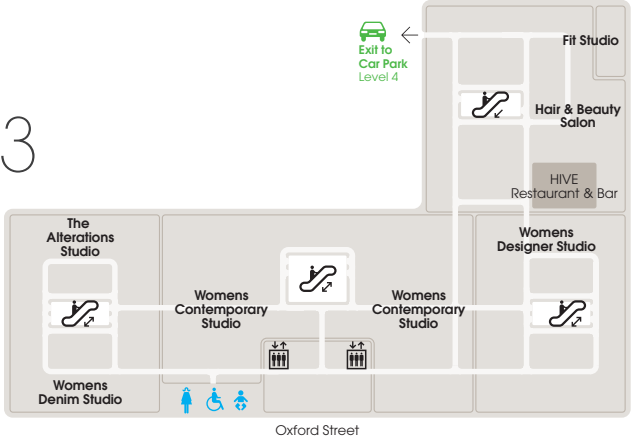 Exit to
Car Park
Level 4
Fit Studio
3
Hair & Beauty
Salon
HIVE
Restaurant & Bar
The
Alterations
Studio
Womens
Designer Studio
Womens
Contemporary
Studio
Womens
Contemporary
Studio
Womens
Denim Studio
Oxford Street